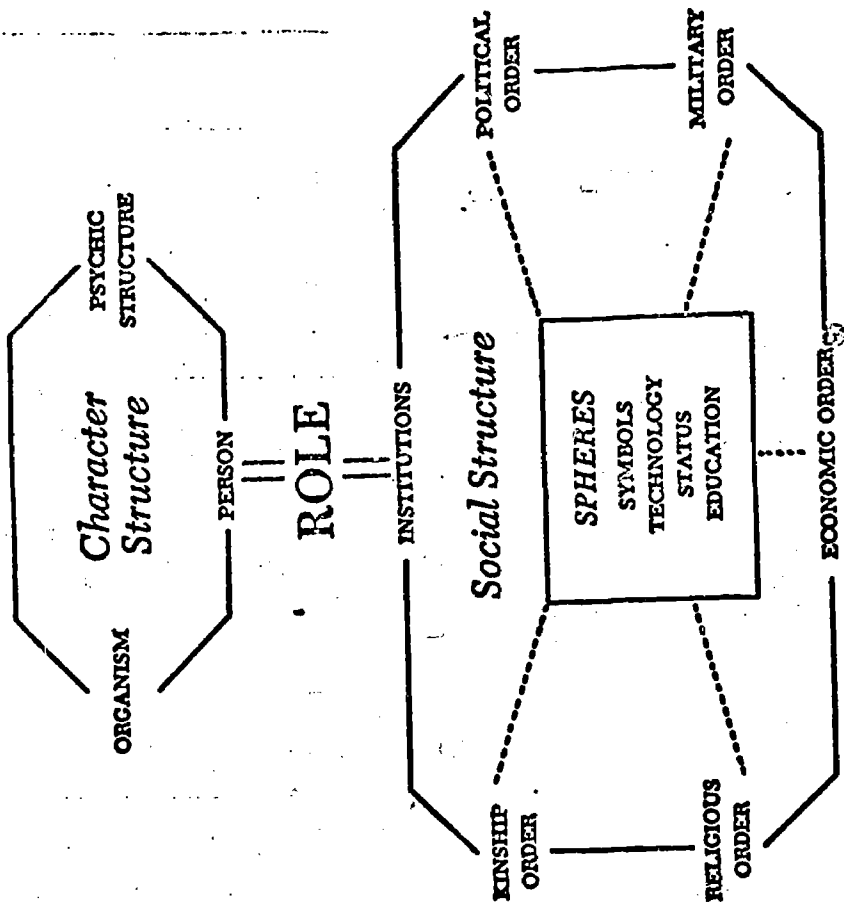 PSYCHIC
STRUCTURE
Character
Structure
ORGANISM
PERSON
ROLE
INSTITUTIONS
POLITICAL
ORDER
Social Structure
KINSHIP
ORDER
SPHERES
SYMBOLS
TECHNOLOGY
STATUS
EDUCATION
MILITARY
ORDER
RELIGIOUS
ORDER
ECONOMIC ORDER